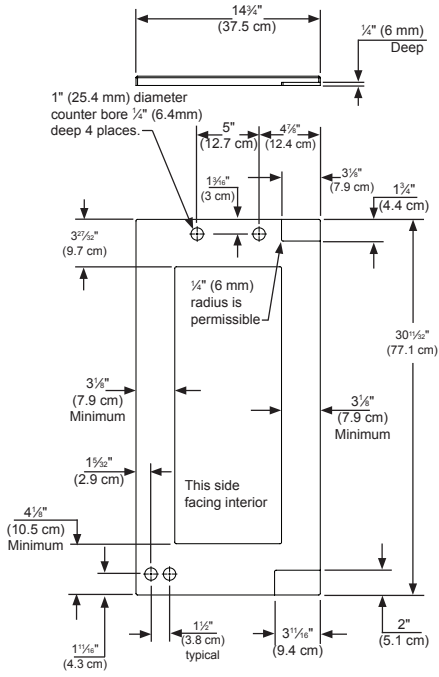 14¾"
(37.5 cm)
¼" (6 mm)
Deep
1" (25.4 mm) diameter
counter bore ¼" (6.4mm)
deep 4 places.
5"
(12.7 cm)
4⅞"
(12.4 cm)
3⅛"
(7.9 cm)
1³⁄₁₆"
(3 cm)
1¾"
(4.4 cm)
3²⁷⁄₃₂"
(9.7 cm)
¼" (6 mm)
radius is
permissible
30¹¹⁄₃₂"
(77.1 cm)
3⅛"
(7.9 cm)
Minimum
3⅛"
(7.9 cm)
Minimum
1⁵⁄₃₂"
(2.9 cm)
This side
facing interior
4⅛"
(10.5 cm)
Minimum
1½"
(3.8 cm)
typical
3¹¹⁄₁₆"
(9.4 cm)
2"
(5.1 cm)
1¹¹⁄₁₆"
(4.3 cm)